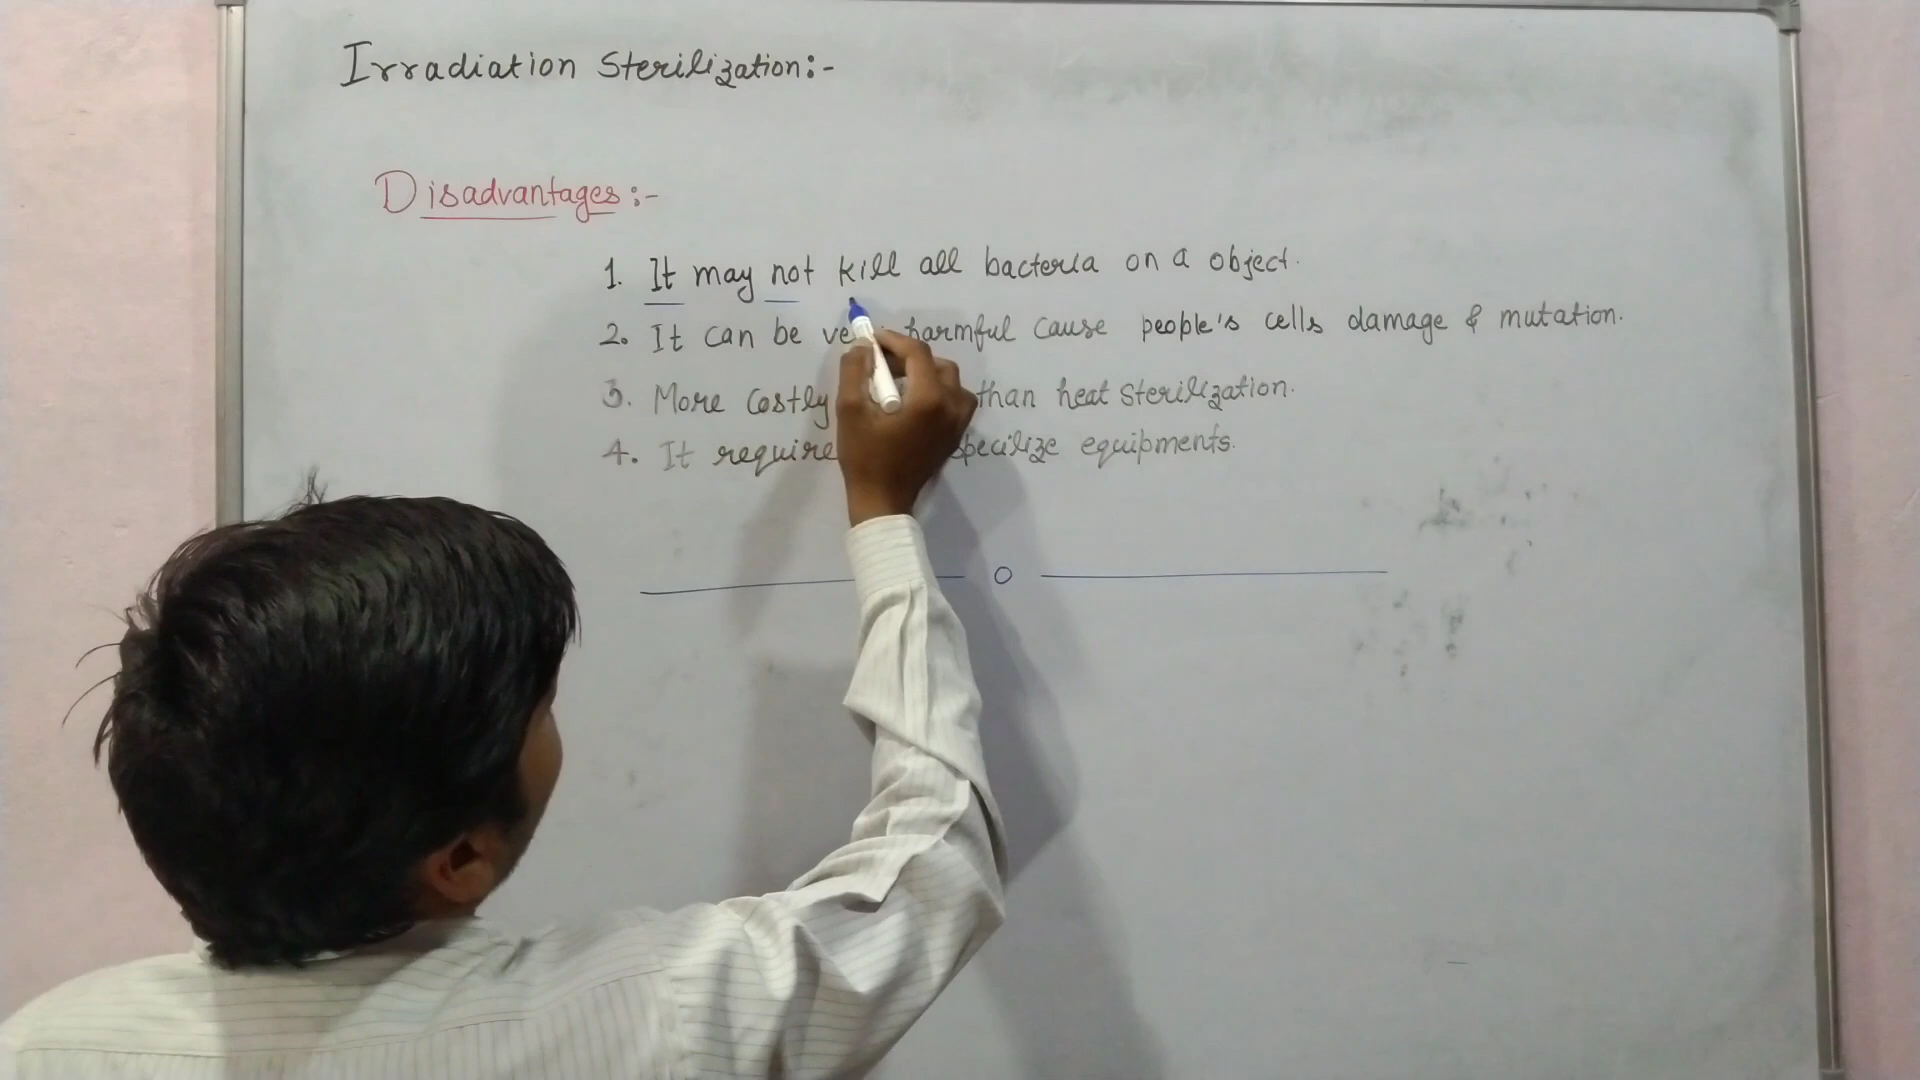 Irradiation Sterilization:-
Disadvantages:-
1. It may not kill all bacteria on a object.
2. It can be harmful cause people's cells damage & mutation.
3. More costly than heat sterilization.
4. It require specilize equipments.